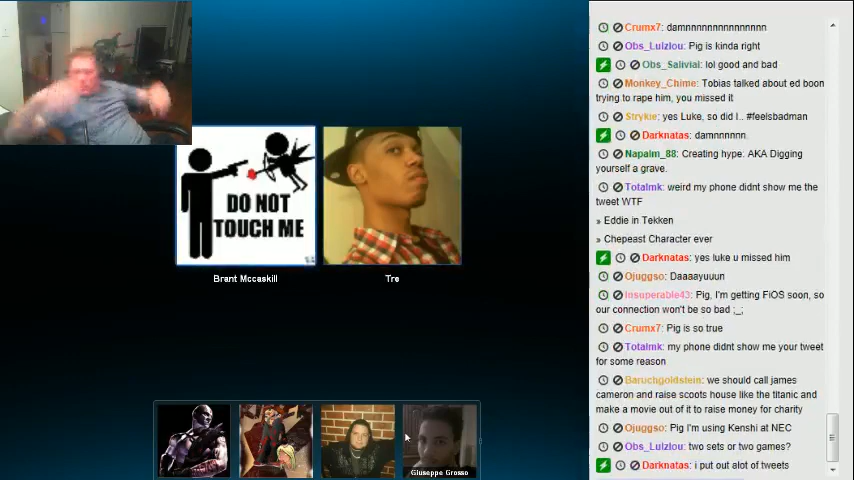 DO NOT
TOUCH ME
Brant Mccaskill
Tre
Giuseppe Grosso
Crumx7: damnnnnnnnnnnnnnnn
Obs_Lulzlou: Pig is kinda right
Obs_Saliviai: lol good and bad
Monkey_Chime: Tobias talked about ed boon
trying to rape him, you missed it
Strykie: yes Luke, so did I.. #feelsbadman
Darknatas: damnnnnnn.
Napalm_88: Creating hype. AKA Digging
yourself a grave.
Totalmk: weird my phone didnt show me the
tweet WTF
» Eddie in Tekken
» Chepeast Character ever
Darknatas: yes luke u missed him
Ojuggso: Daaaayuuun
Insuperable43: Pig, I'm getting FiOS soon, so
our connection won't be so bad ;_;
Crumx7: Pig is so true
Totalmk: my phone didnt show me your tweet
for some reason
Baruchgoldstein: we should call james
cameron and raise scoots house like the titanic and
make a movie out of it to raise money for charity
Ojuggso: Pig I'm using Kenshi at NEC
Obs_Lulzlou: two sets or two games?
Darknatas: i put out alot of tweets